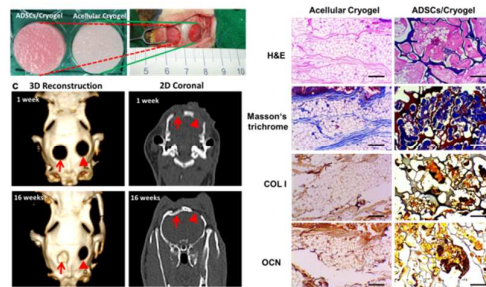 ADSCs/Cryogel Acellular Cryogel
5 6 7 8 9 10
C 3D Reconstruction 2D Coronal
1 week 1 week
16 weeks 16 weeks
Acellular Cryogel ADSCs/Cryogel
H&E
Masson's
trichrome
COL I
OCN